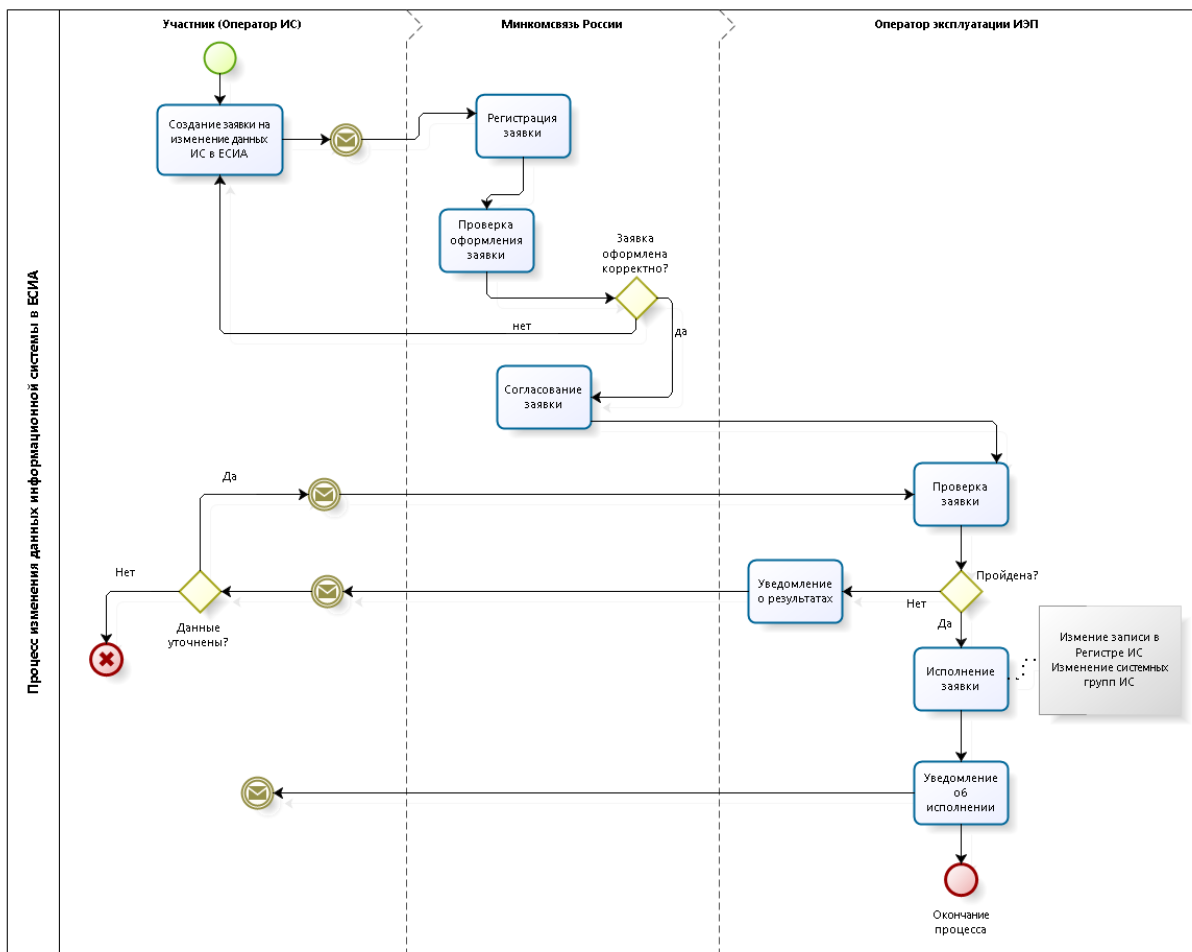 Процесс изменения данных информационной системы в ЕСИА
Участник (Оператор ИС)
Минкомсвязь России
Оператор эксплуатации ИЭП
Создание заявки на
изменение данных
ИС в ЕСИА
Регистрация
заявки
Проверка
оформления
заявки
Заявка
оформлена
корректно?
нет
да
Согласование
заявки
Да
Проверка
заявки
Нет
Данные
уточнены?
Уведомление
о результатах
Нет
Пройдена?
Да
Исполнение
заявки
Измение записи в
Регистре ИС
Изменение системных
групп ИС
Уведомление
об
исполнении
Окончание
процесса